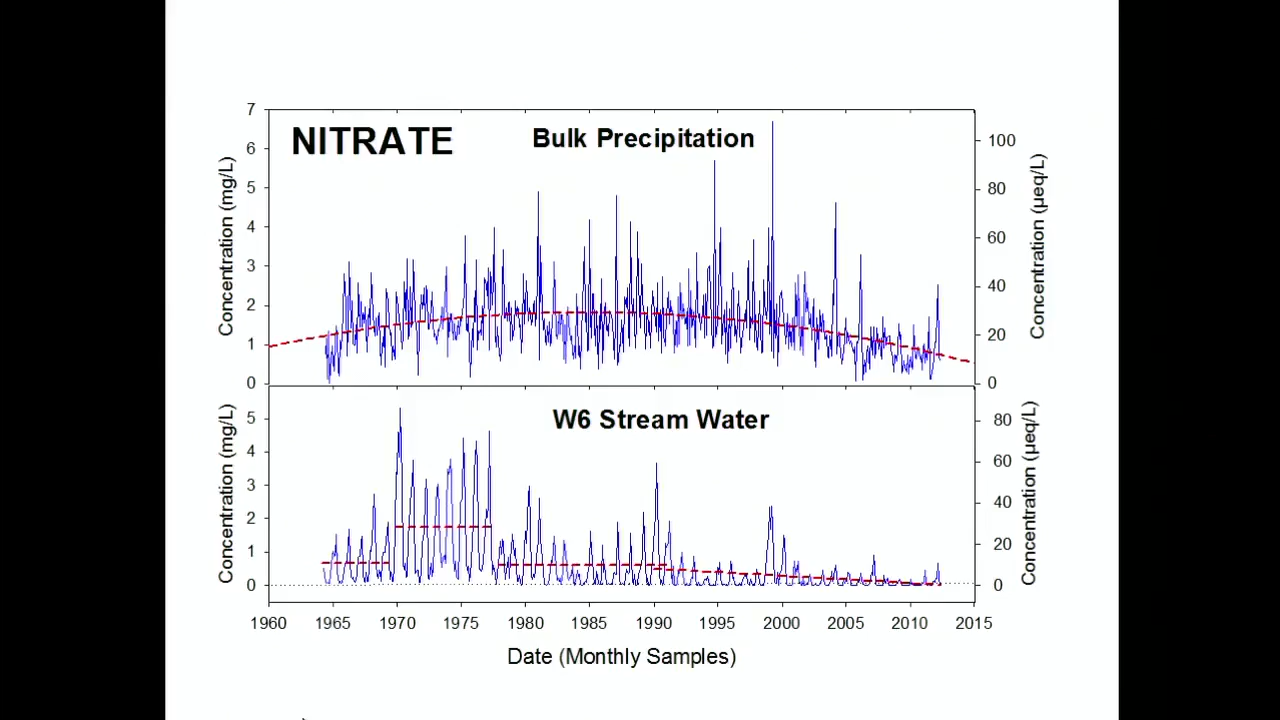 NITRATE
Bulk Precipitation
Concentration (mg/L)
7
6
5
4
3
2
1
0
100
80
60
40
20
0
Concentration (µeq/L)
W6 Stream Water
Concentration (mg/L)
5
4
3
2
1
0
80
60
40
20
0
Concentration (µeq/L)
1960 1965 1970 1975 1980 1985 1990 1995 2000 2005 2010 2015
Date (Monthly Samples)